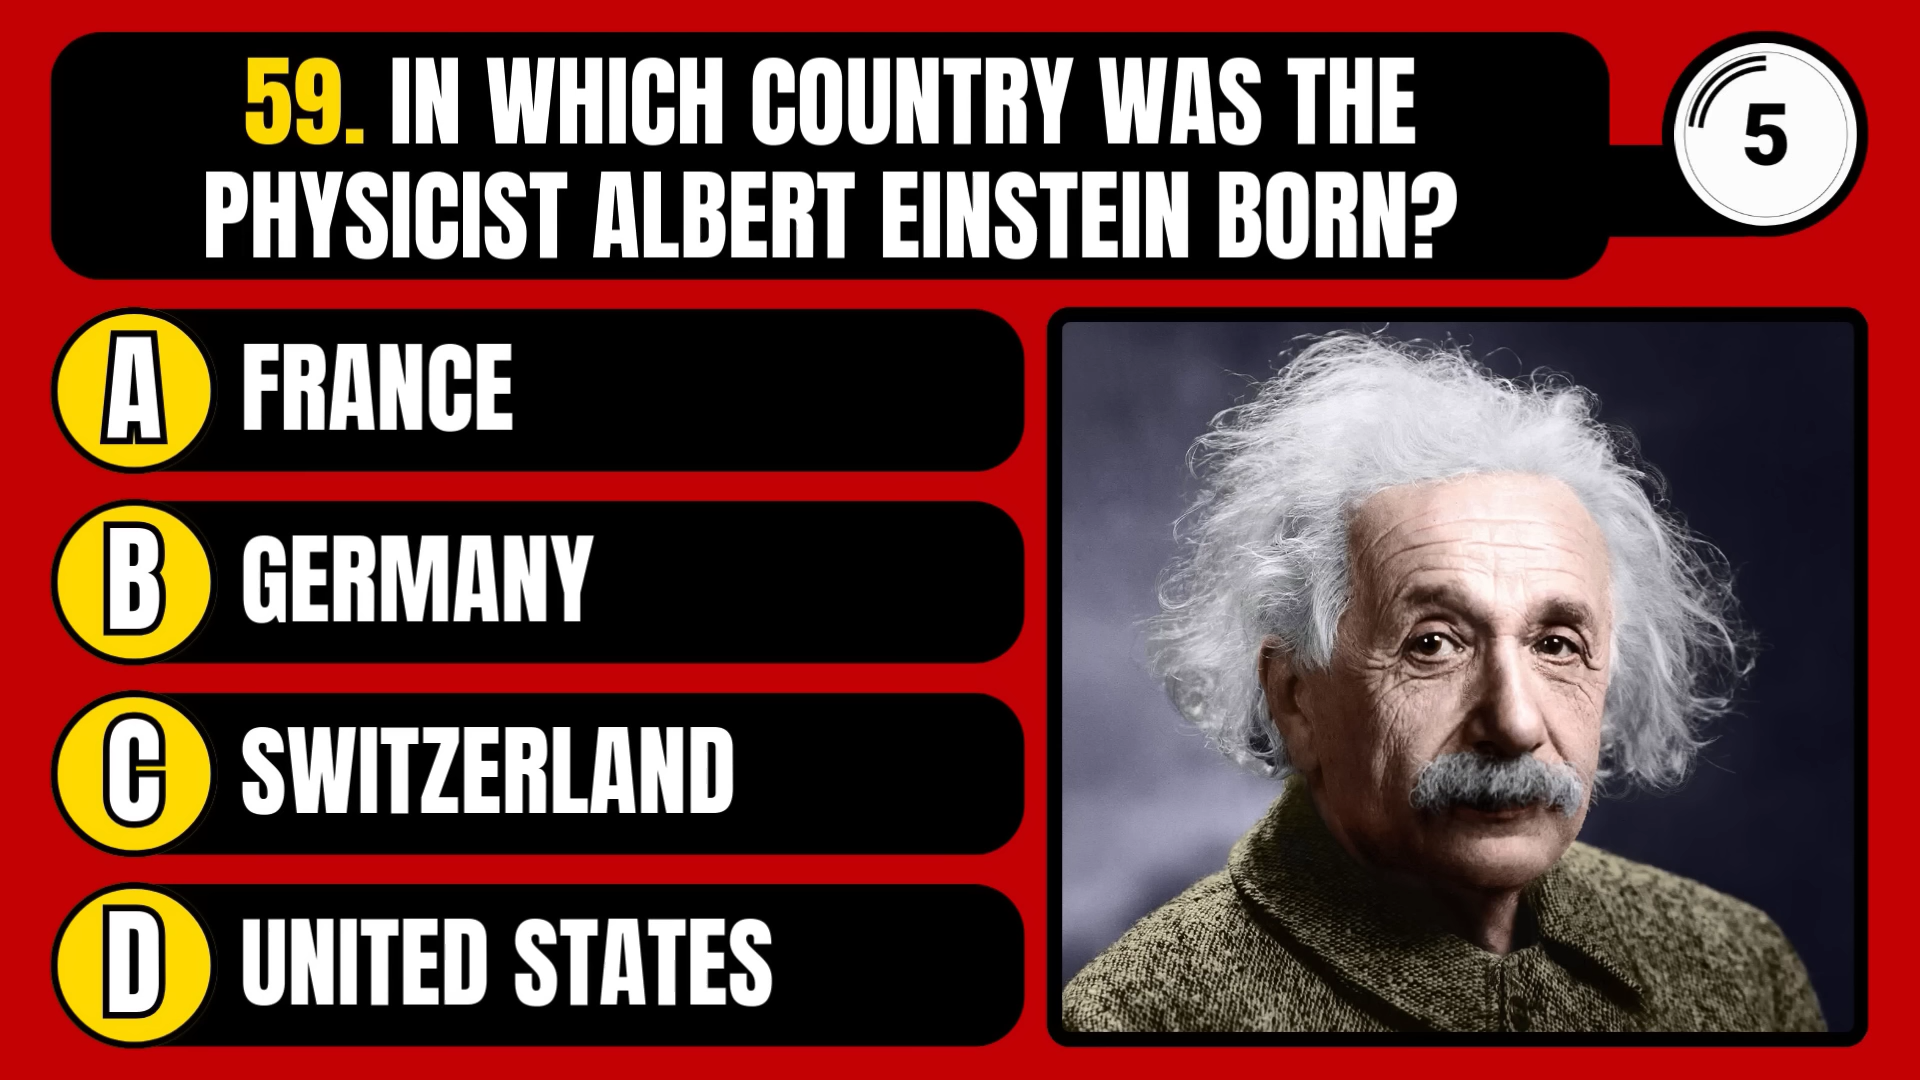 59. IN WHICH COUNTRY WAS THE
PHYSICIST ALBERT EINSTEIN BORN?
5
A FRANCE
B GERMANY
C SWITZERLAND
D UNITED STATES